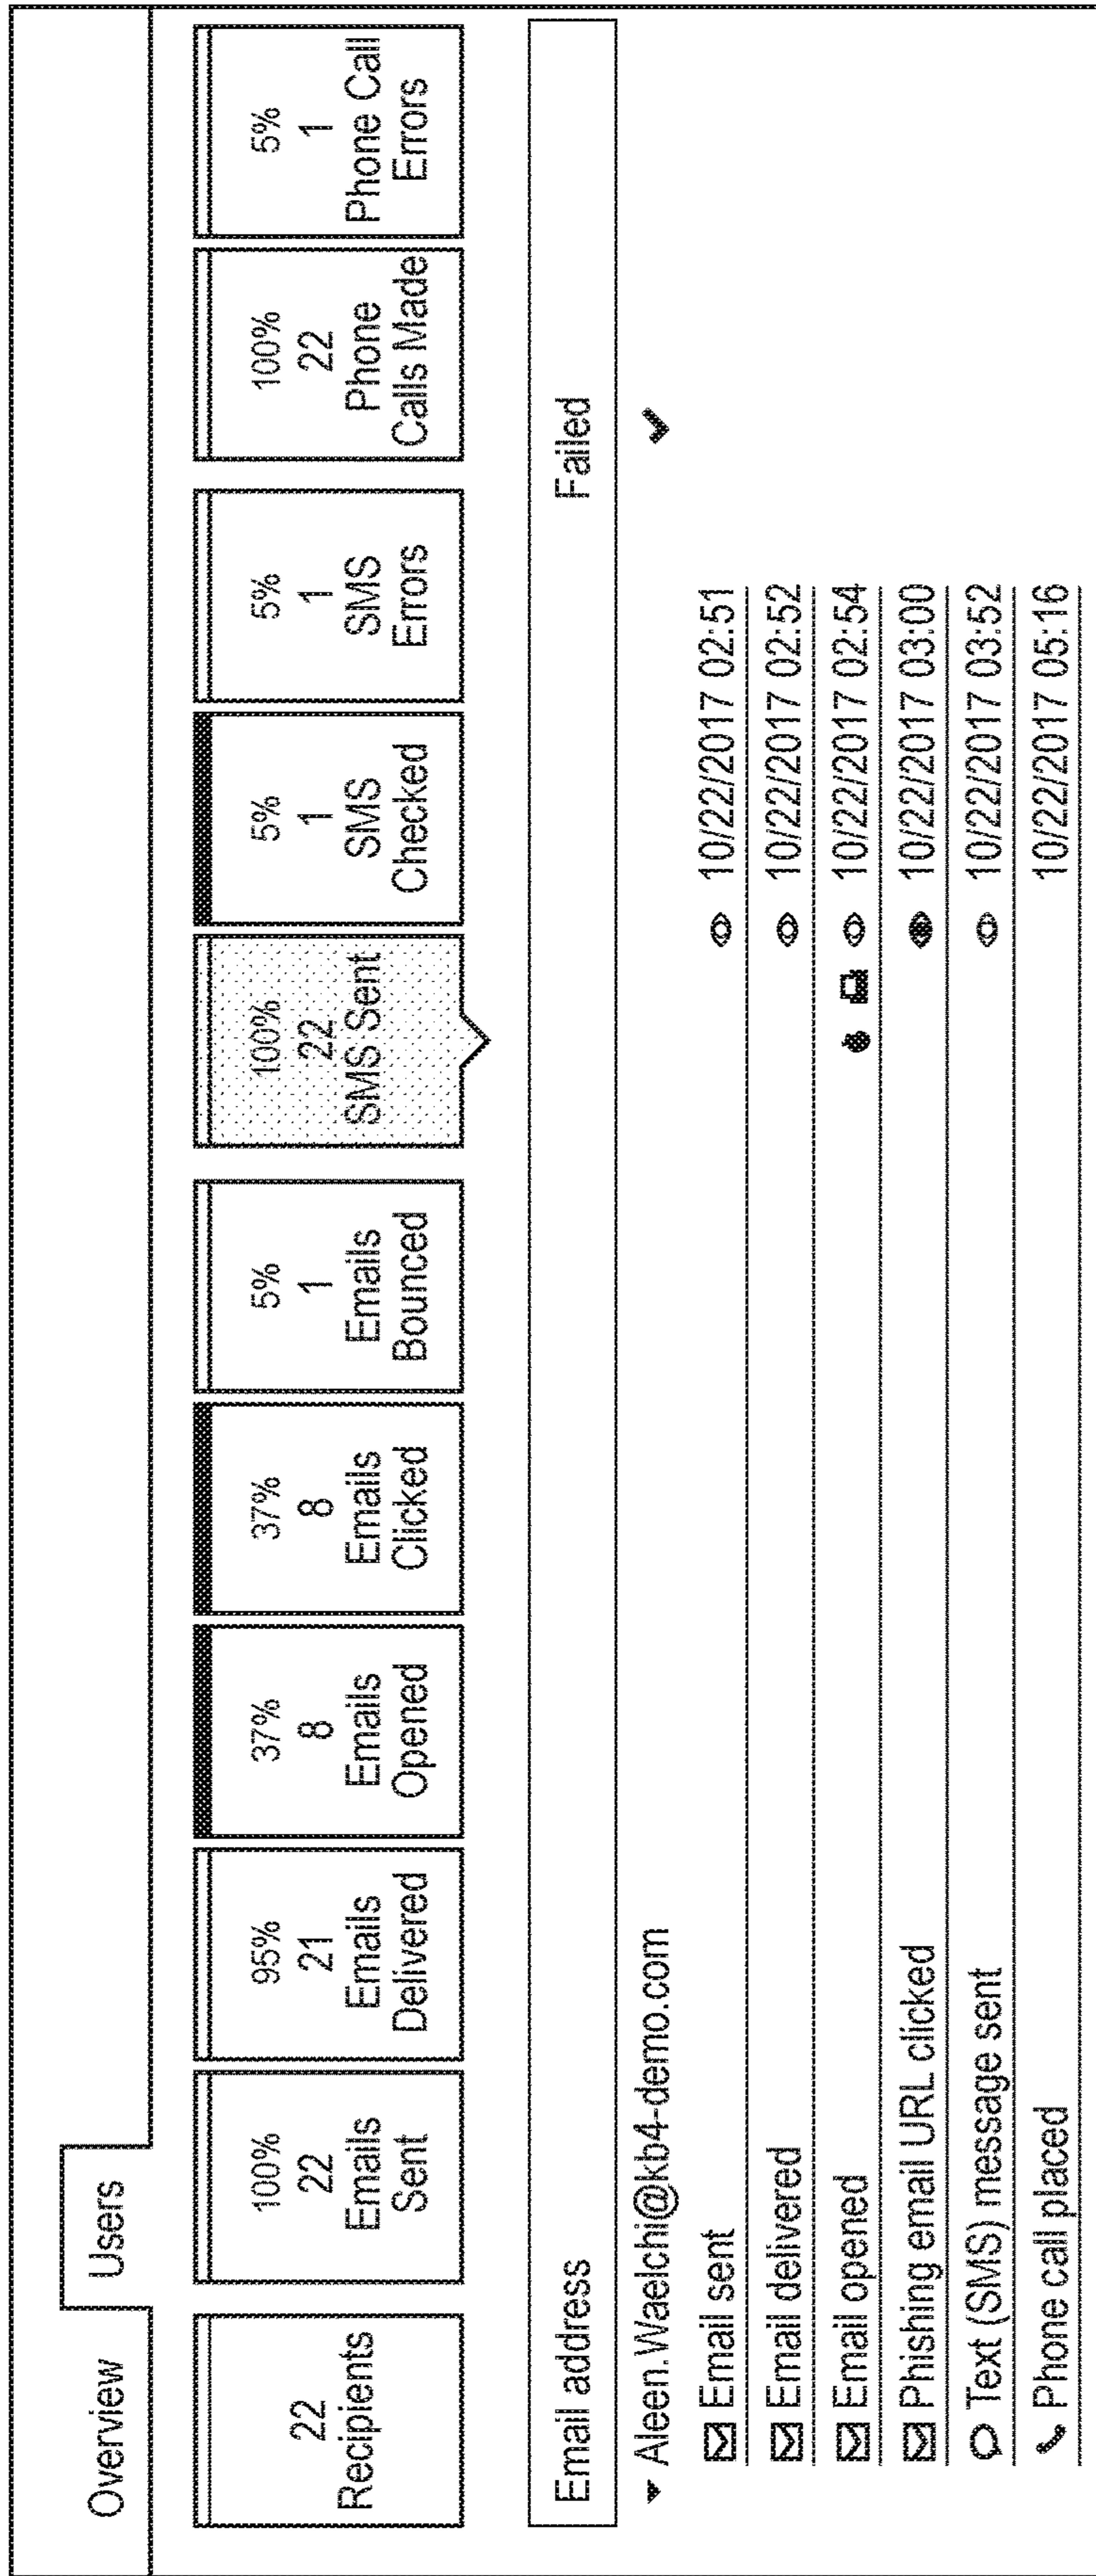 Overview
Users
22
Recipients
100%
22
Emails
Sent
95%
21
Emails
Delivered
37%
8
Emails
Opened
37%
8
Emails
Clicked
5%
1
Emails
Bounced
100%
22
SMS Sent
5%
1
SMS
Checked
5%
1
SMS
Errors
100%
22
Phone
Calls Made
5%
1
Phone Call
Errors
Email address Failed
Aleen.Waelchi@kb4-demo.com
Email sent 10/22/2017 02:51
Email delivered 10/22/2017 02:52
Email opened 10/22/2017 02:54
Phishing email URL clicked 10/22/2017 03:00
Text (SMS) message sent 10/22/2017 03:52
Phone call placed 10/22/2017 05:16